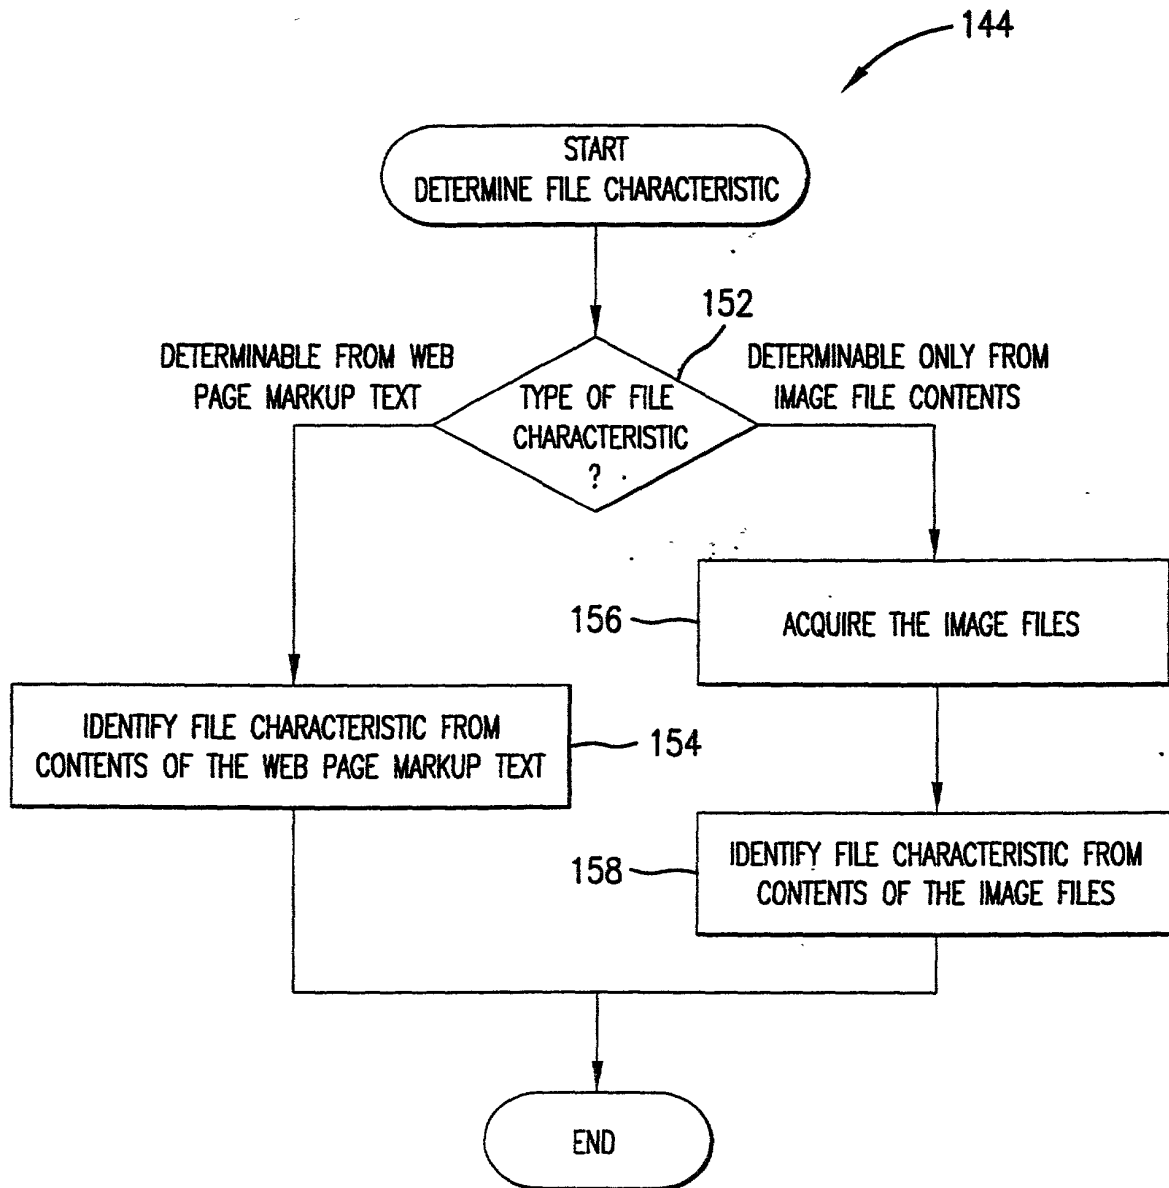 144
START
DETERMINE FILE CHARACTERISTIC
152
DETERMINABLE FROM WEB
PAGE MARKUP TEXT
DETERMINABLE ONLY FROM
IMAGE FILE CONTENTS
TYPE OF FILE
CHARACTERISTIC
?
156
ACQUIRE THE IMAGE FILES
IDENTIFY FILE CHARACTERISTIC FROM
CONTENTS OF THE WEB PAGE MARKUP TEXT
154
158
IDENTIFY FILE CHARACTERISTIC FROM
CONTENTS OF THE IMAGE FILES
END